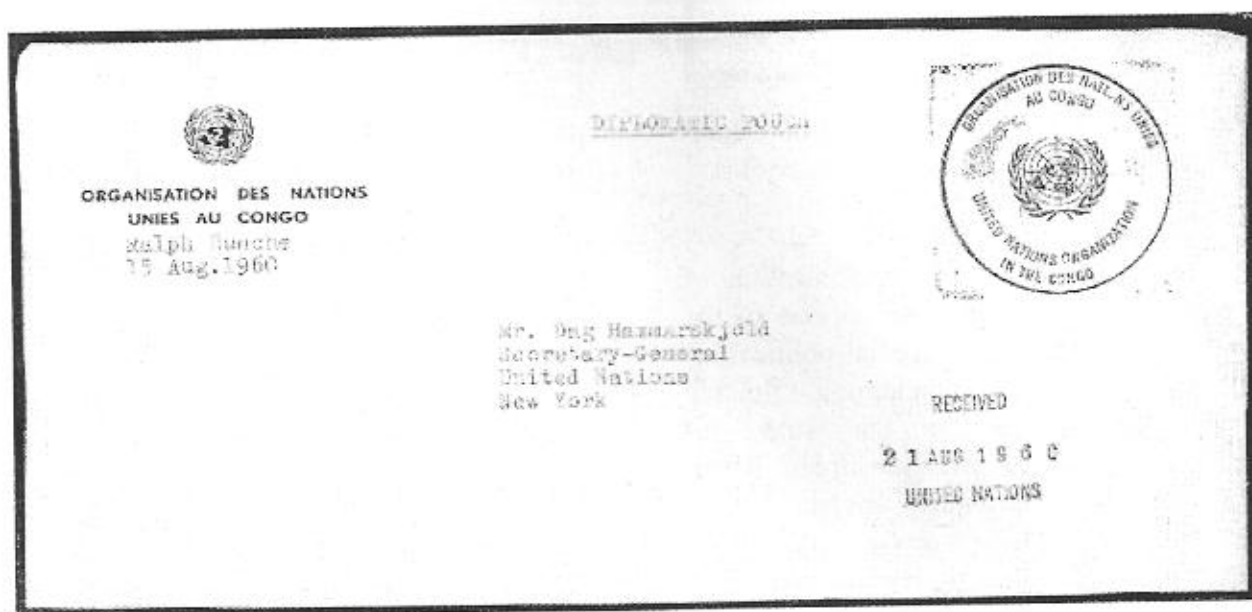 DIPLOMATIC POUCH
ORGANISATION DES NATIONS
UNIES AU CONGO
Ralph Bunche
15 Aug.1960
ORGANISATION DES NATIONS UNIES
AU CONGO
UNITED NATIONS ORGANIZATION
IN THE CONGO
Mr. Dag Hammarskjold
Secretary-General
United Nations
New York
RECEIVED
21 AUG 1960
UNITED NATIONS